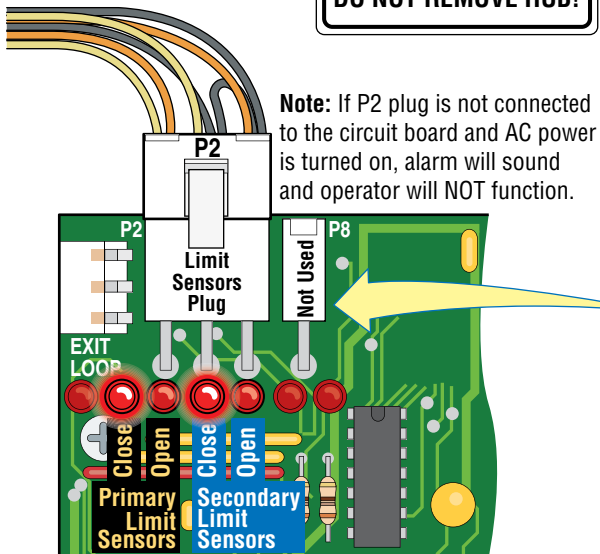 DO NOT REMOVE HUB!
Note: If P2 plug is not connected
to the circuit board and AC power
is turned on, alarm will sound
and operator will NOT function.
P2
P2
P8
Limit
Sensors
Plug
Not Used
EXIT
LOOP
Close
Open
Close
Open
Primary
Limit
Sensors
Secondary
Limit
Sensors